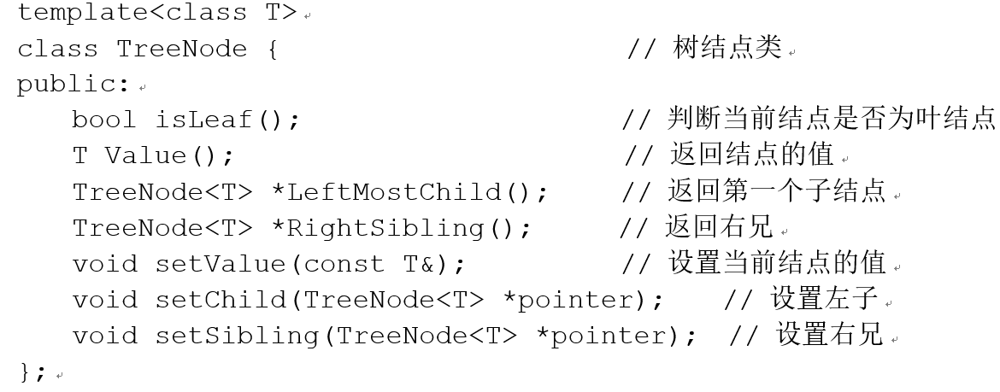 template<class T>
class TreeNode { // 树结点类
public:
bool isLeaf(); // 判断当前结点是否为叶结点
T Value(); // 返回结点的值
TreeNode<T> *LeftMostChild(); // 返回第一个子结点
TreeNode<T> *RightSibling(); // 返回右兄
void setValue(const T&); // 设置当前结点的值
void setChild(TreeNode<T> *pointer); // 设置左子
void setSibling(TreeNode<T> *pointer); // 设置右兄
};